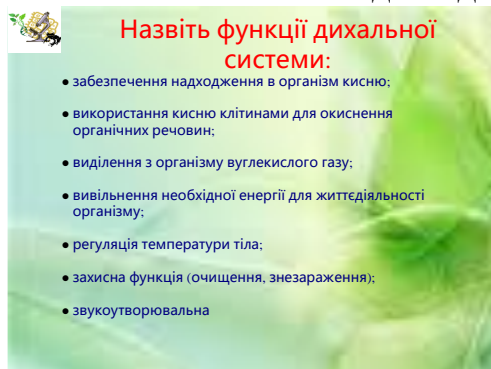 Назвіть функції дихальної
системи:
• забезпечення надходження в організм кисню;
• використання кисню клітинами для окиснення
органічних речовин;
• виділення з організму вуглекислого газу;
• вивільнення необхідної енергії для життєдіяльності
організму;
• регуляція температури тіла;
• захисна функція (очищення, знезараження);
• звукоутворювальна